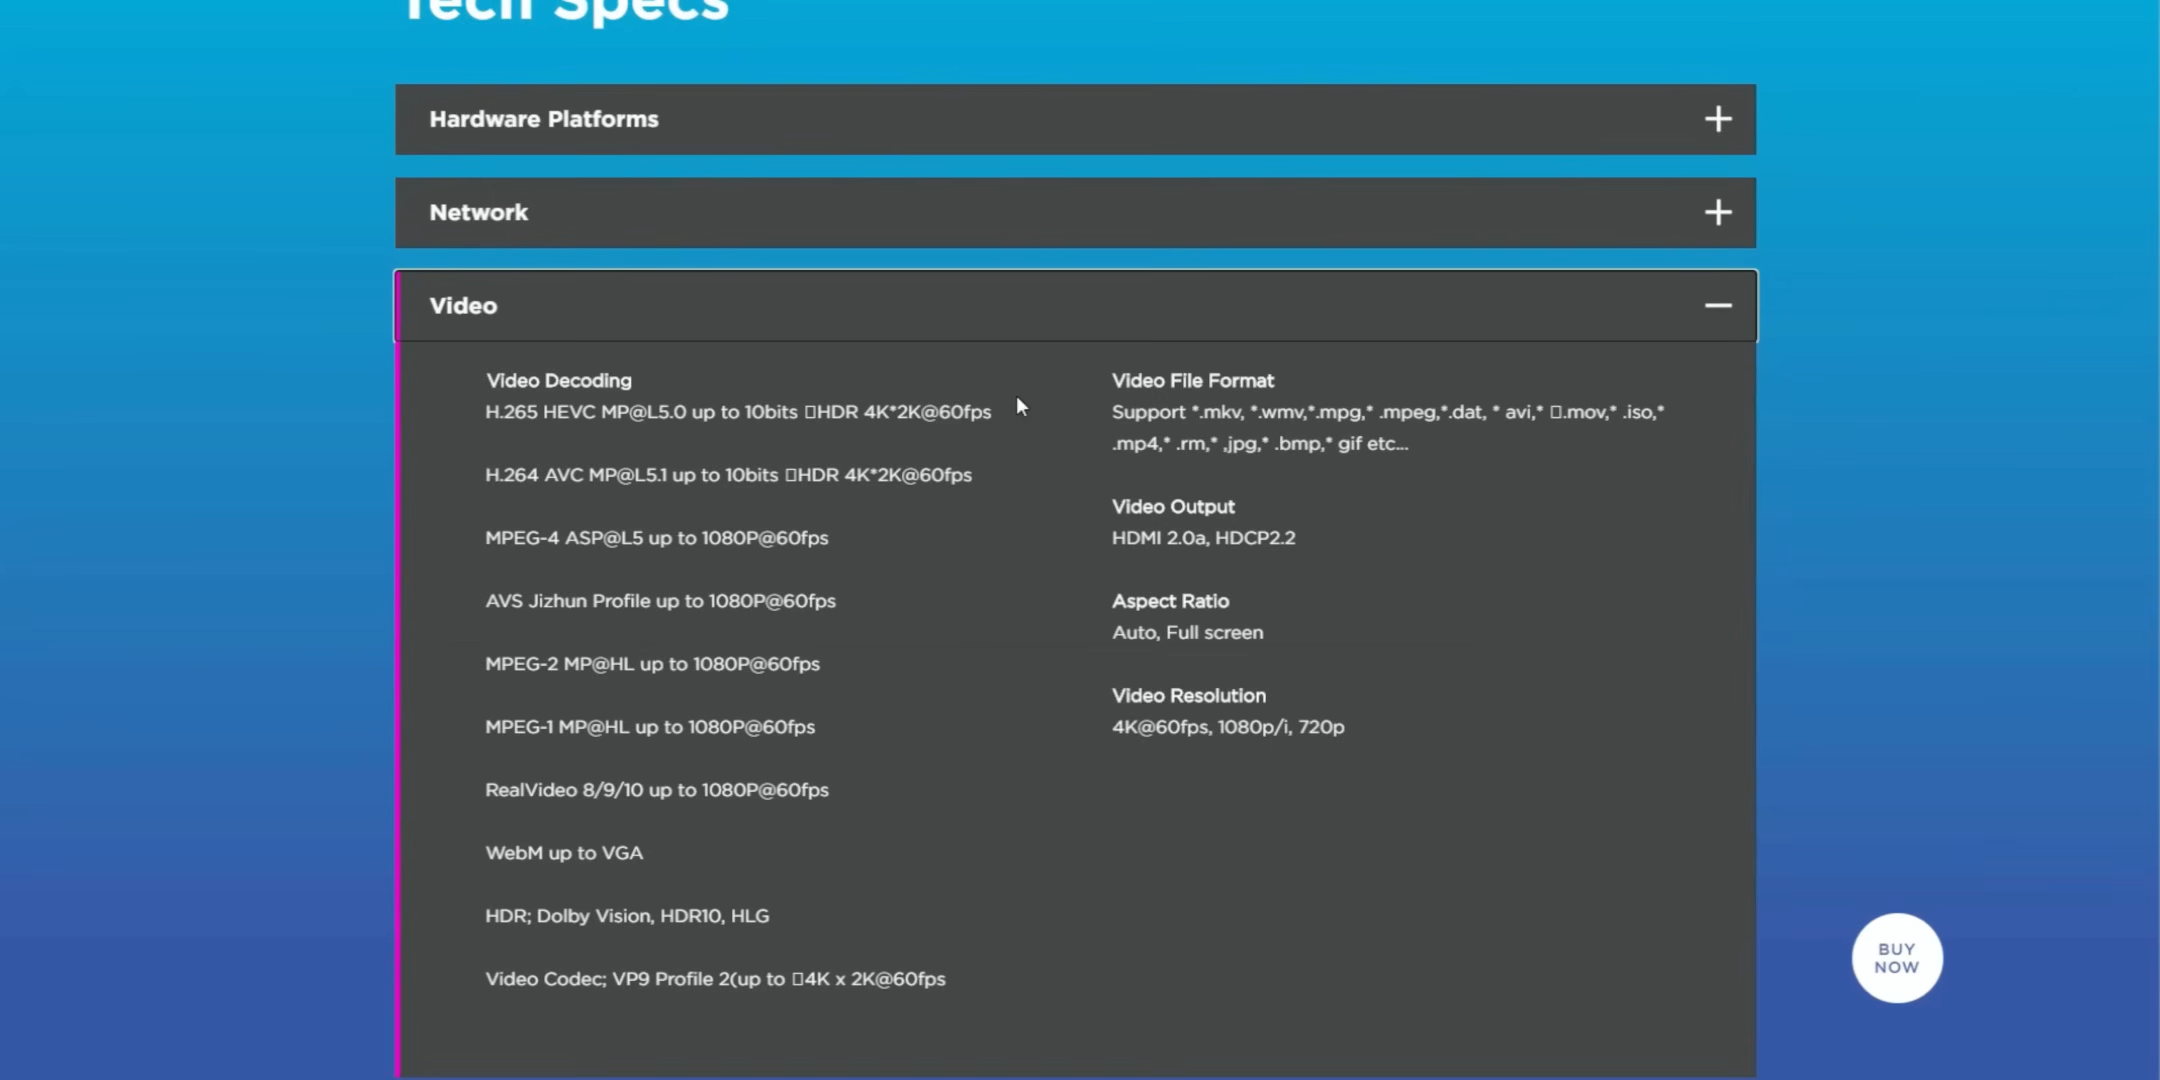 Tech Specs
Hardware Platforms
Network
Video
Video Decoding
H.265 HEVC MP@L5.0 up to 10bits □HDR 4K*2K@60fps
H.264 AVC MP@L5.1 up to 10bits □HDR 4K*2K@60fps
MPEG-4 ASP@L5 up to 1080P@60fps
AVS Jizhun Profile up to 1080P@60fps
MPEG-2 MP@HL up to 1080P@60fps
MPEG-1 MP@HL up to 1080P@60fps
RealVideo 8/9/10 up to 1080P@60fps
WebM up to VGA
HDR; Dolby Vision, HDR10, HLG
Video Codec; VP9 Profile 2(up to □4K x 2K@60fps
Video File Format
Support *.mkv, *.wmv,*.mpg,* .mpeg,*.dat, * avi,* □.mov,* .iso,*
.mp4,* .rm,* ,jpg,* .bmp,* gif etc...
Video Output
HDMI 2.0a, HDCP2.2
Aspect Ratio
Auto, Full screen
Video Resolution
4K@60fps, 1080p/i, 720p
BUY
NOW